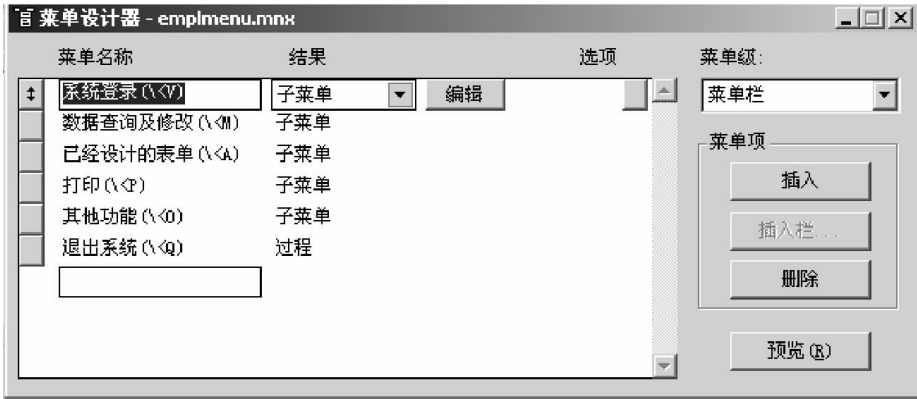 菜单设计器 - emplmenu.mnx
菜单名称 结果 选项 菜单级:
系统登录(\<V) 子菜单 编辑 菜单栏
数据查询及修改(\<M) 子菜单
已经设计的表单(\<A) 子菜单
菜单项
打印(\<P) 子菜单 插入
其他功能(\<O) 子菜单 插入栏...
退出系统(\<Q) 过程
删除
预览(R)